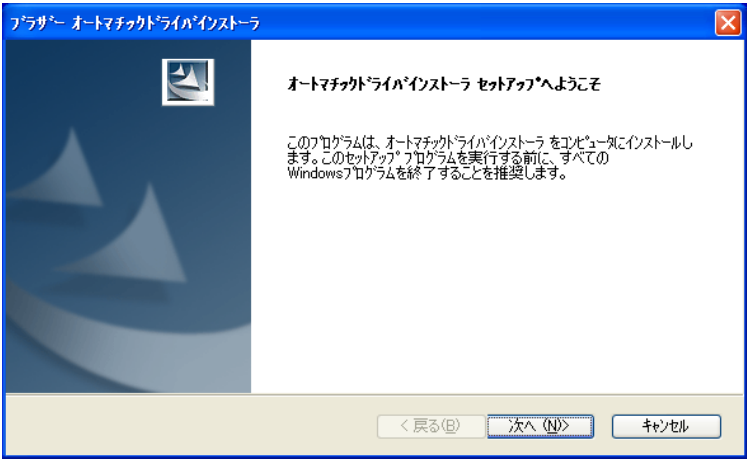 ﾌﾞﾗｻﾞｰ ｵｰﾄﾏﾁｯｸﾄﾞﾗｲﾊﾞｲﾝｽﾄｰﾗ
ｵｰﾄﾏﾁｯｸﾄﾞﾗｲﾊﾞｲﾝｽﾄｰﾗ ｾｯﾄｱｯﾌﾟへようこそ
このﾌﾟﾛｸﾞﾗﾑは、ｵｰﾄﾏﾁｯｸﾄﾞﾗｲﾊﾞｲﾝｽﾄｰﾗ をｺﾝﾋﾟｭｰﾀにｲﾝｽﾄｰﾙし
ます。このｾｯﾄｱｯﾌﾟ ﾌﾟﾛｸﾞﾗﾑを実行する前に、すべての
Windowsﾌﾟﾛｸﾞﾗﾑを終了することを推奨します。
< 戻る(B)
次へ (N)>
ｷｬﾝｾﾙ